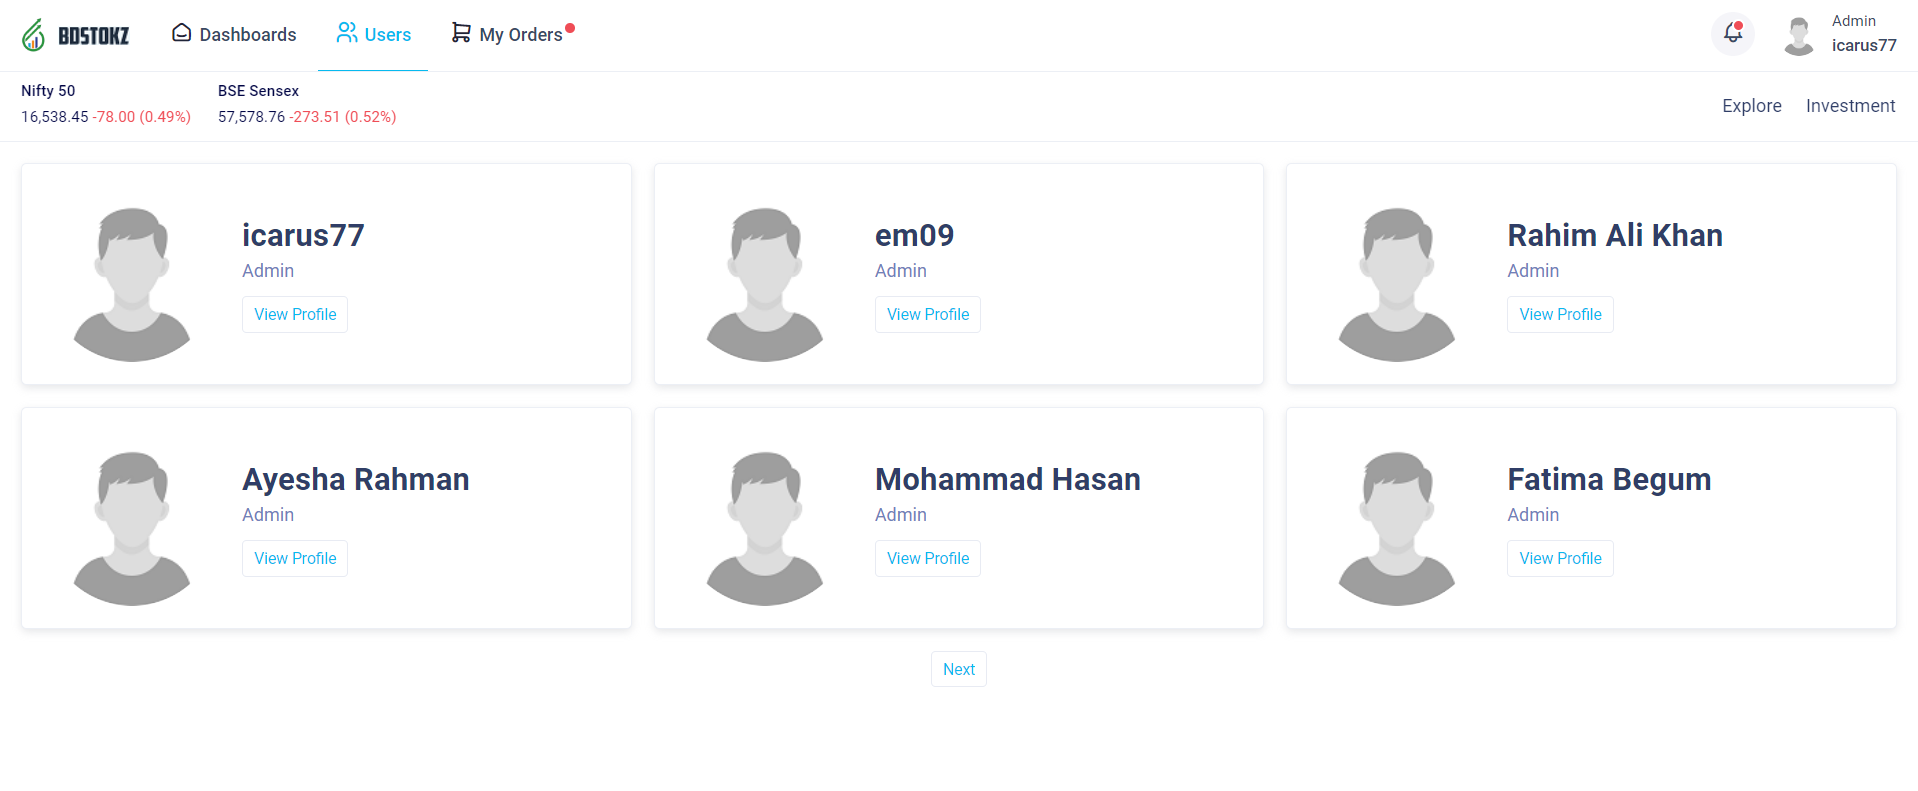 BDSTOKZ Dashboards Users My Orders Admin
icarus77
Nifty 50 BSE Sensex
16,538.45 -78.00 (0.49%) 57,578.76 -273.51 (0.52%) Explore Investment
icarus77 em09 Rahim Ali Khan
Admin Admin Admin
View Profile View Profile View Profile
Ayesha Rahman Mohammad Hasan Fatima Begum
Admin Admin Admin
View Profile View Profile View Profile
Next